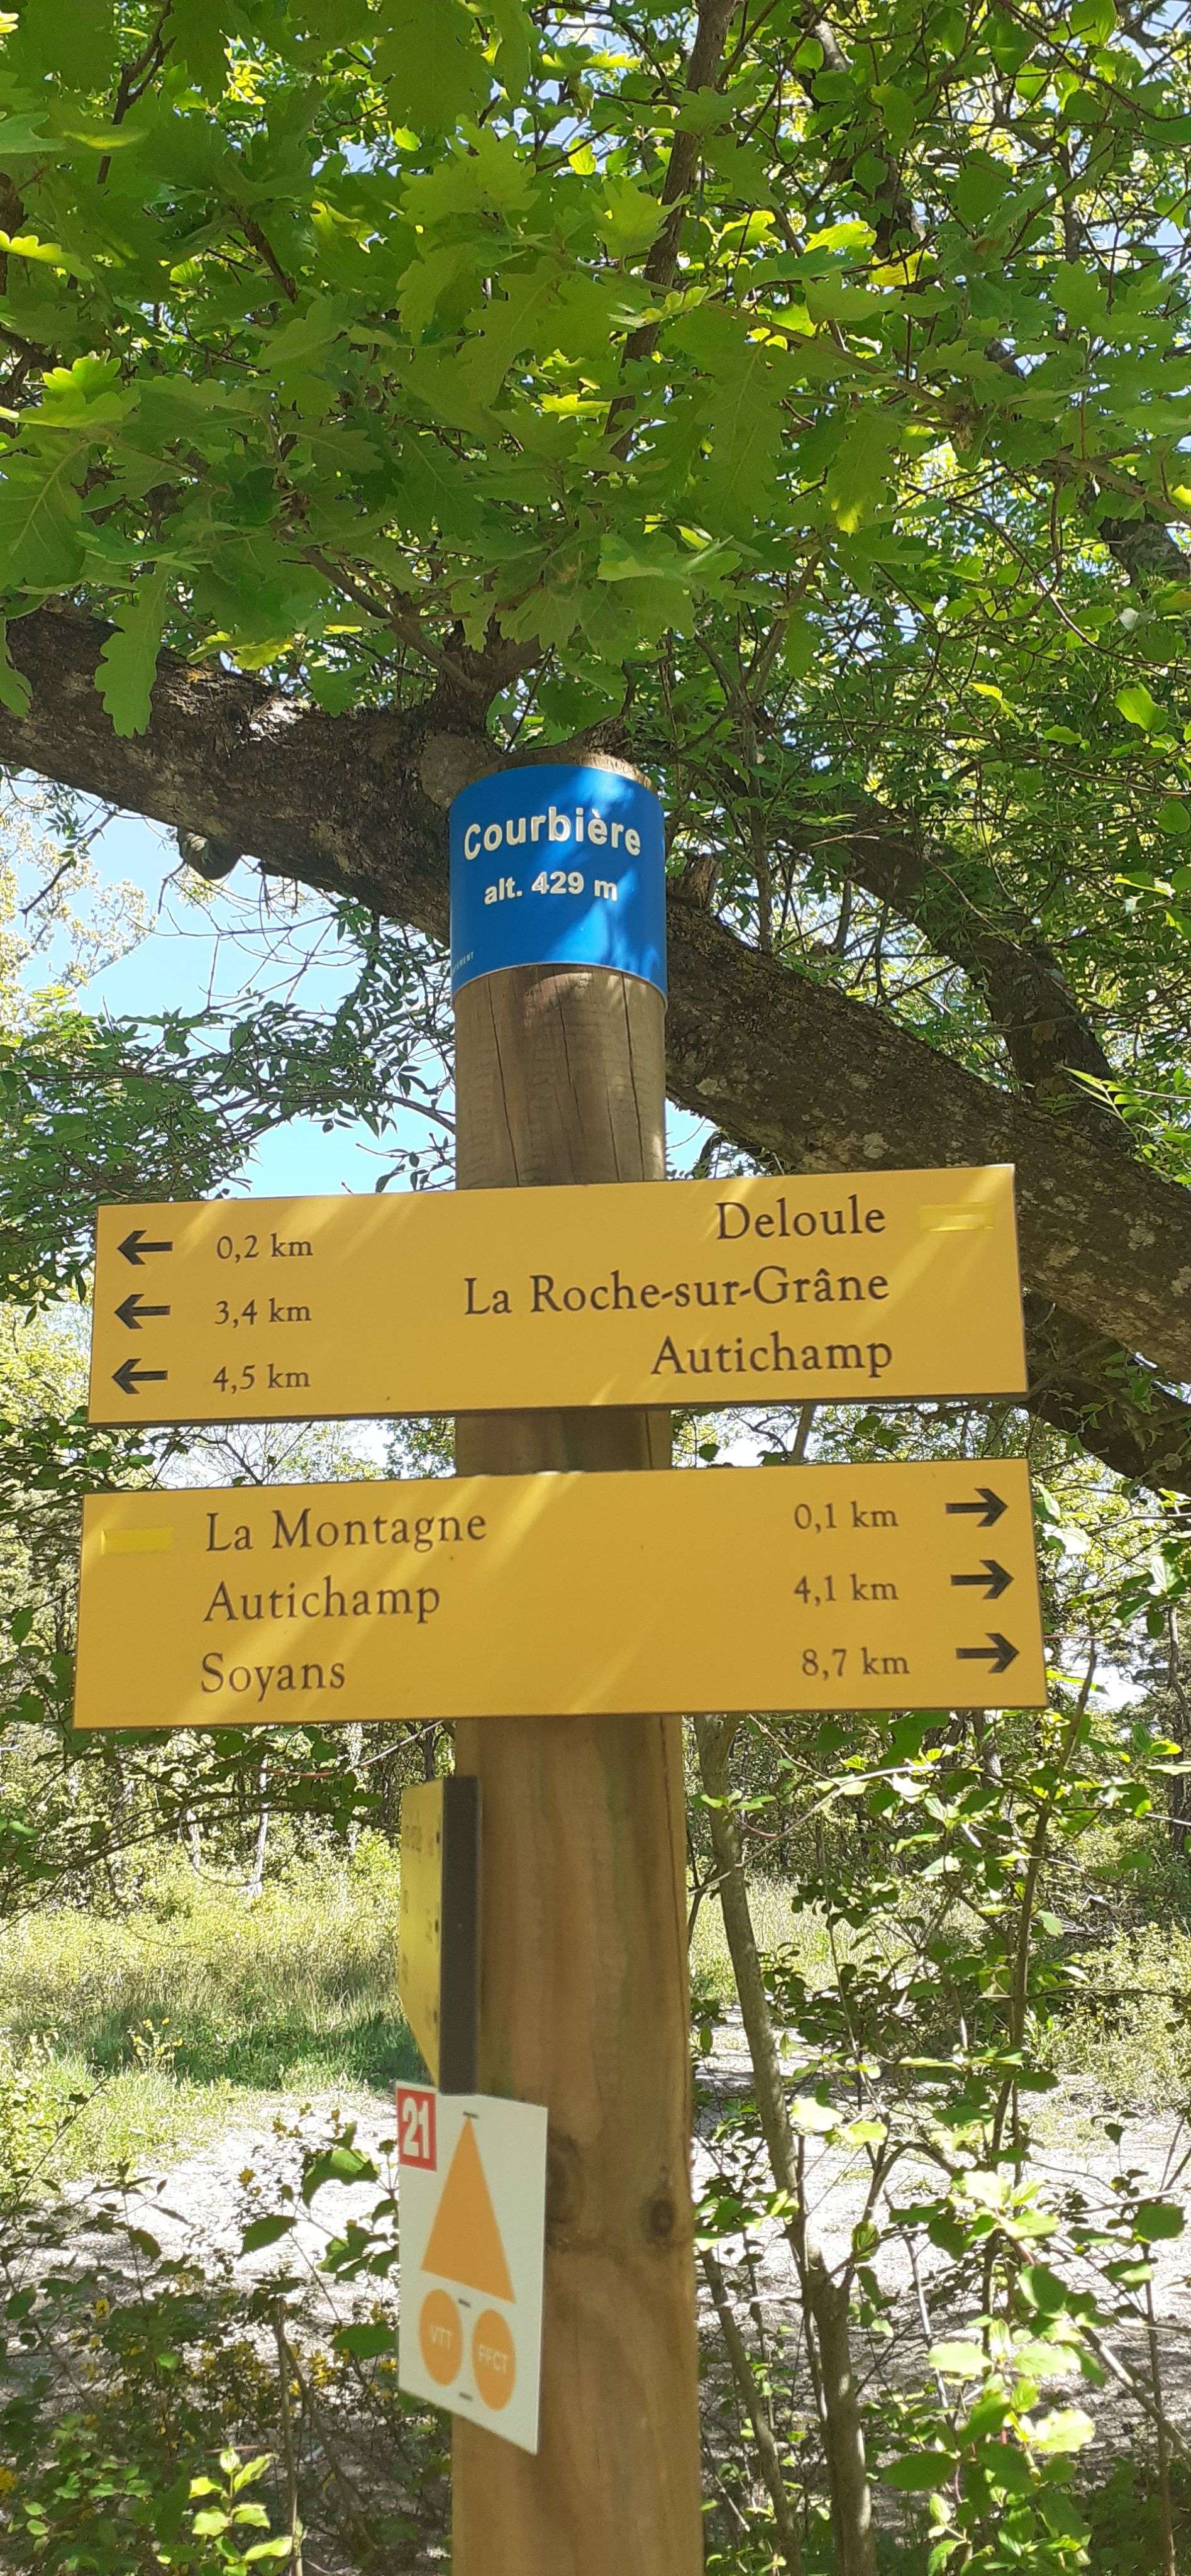 Courbière
alt. 429 m
← 0,2 km Deloule
← 3,4 km La Roche-sur-Grâne
← 4,5 km Autichamp
La Montagne 0,1 km →
Autichamp 4,1 km →
Soyans 8,7 km →
21
VTT FFCT